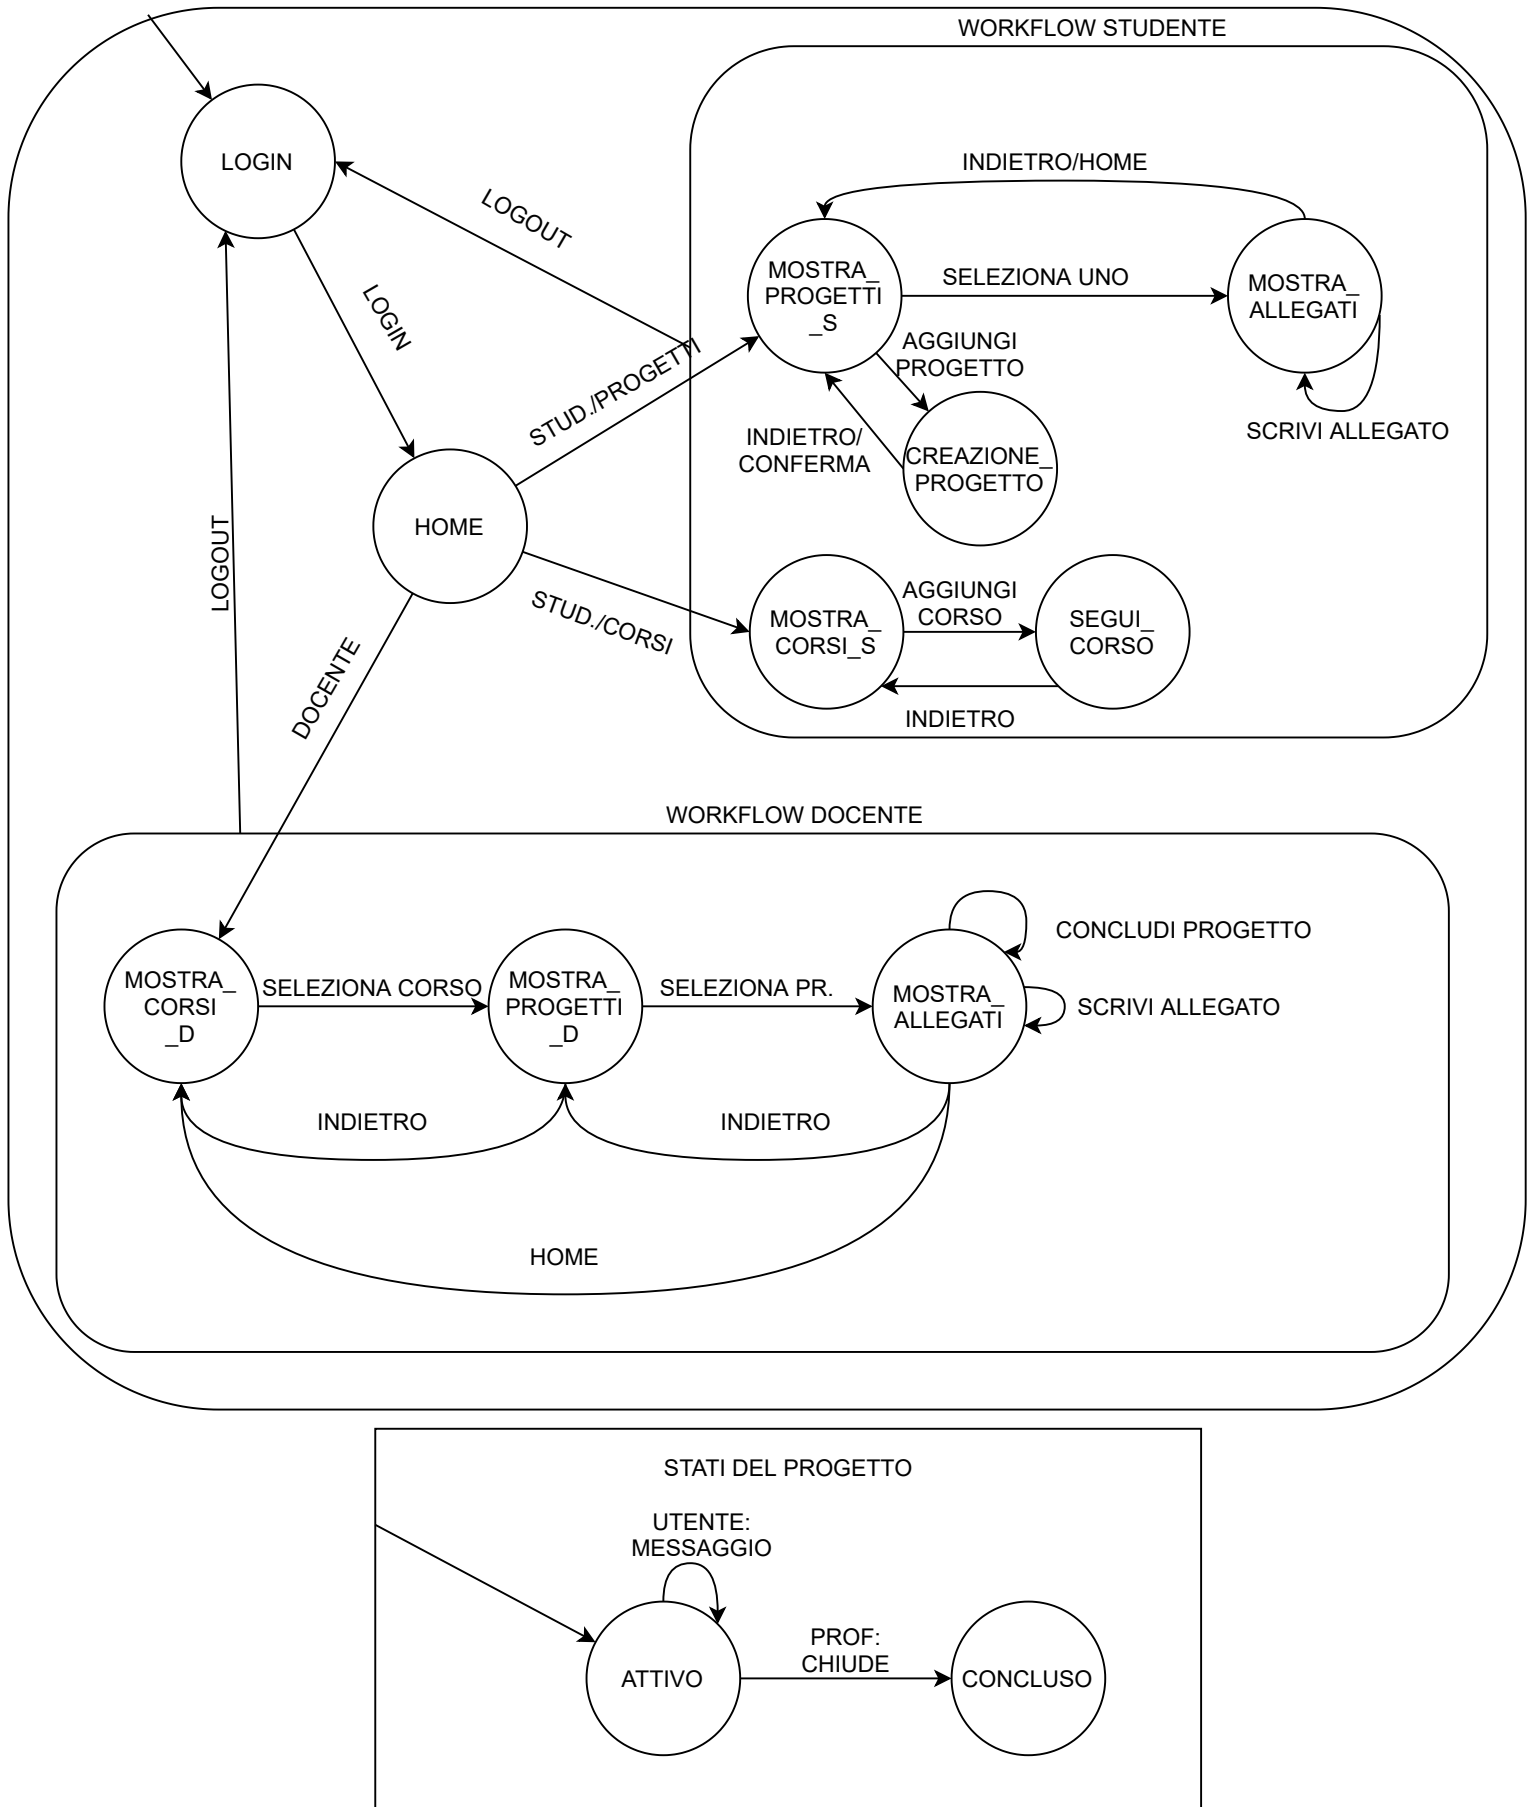 WORKFLOW STUDENTE
LOGIN
LOGOUT
LOGIN
HOME
STUD./PROGETTI
STUD./CORSI
INDIETRO/HOME
MOSTRA_
PROGETTI
_S
SELEZIONA UNO
MOSTRA_
ALLEGATI
AGGIUNGI
PROGETTO
SCRIVI ALLEGATO
INDIETRO/
CONFERMA
CREAZIONE_
PROGETTO
MOSTRA_
CORSI_S
AGGIUNGI
CORSO
SEGUI_
CORSO
INDIETRO
LOGOUT
DOCENTE
WORKFLOW DOCENTE
MOSTRA_
CORSI
_D
SELEZIONA CORSO
MOSTRA_
PROGETTI
_D
SELEZIONA PR.
MOSTRA_
ALLEGATI
CONCLUDI PROGETTO
SCRIVI ALLEGATO
INDIETRO
INDIETRO
HOME
STATI DEL PROGETTO
UTENTE:
MESSAGGIO
ATTIVO
PROF:
CHIUDE
CONCLUSO